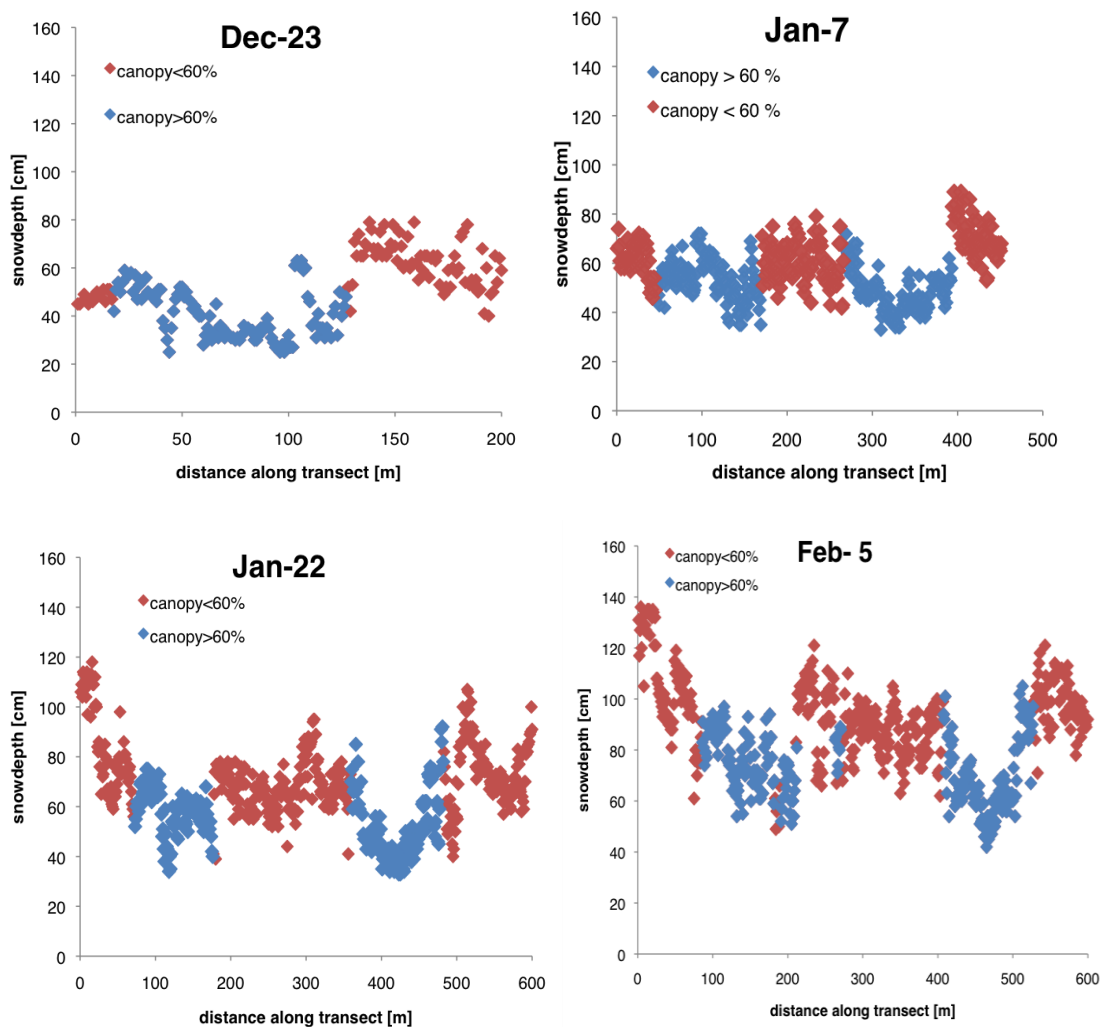 Dec-23
160
140
120
100
80
60
40
20
0
snowdepth [cm]
canopy<60%
canopy>60%
0 50 100 150 200
distance along transect [m]
Jan-7
160
140
120
100
80
60
40
20
0
snowdepth [cm]
canopy > 60 %
canopy < 60 %
0 100 200 300 400 500
distance along transect [m]
Jan-22
160
140
120
100
80
60
40
20
0
snowdepth [cm]
canopy<60%
canopy>60%
0 100 200 300 400 500 600
distance along transect [m]
Feb- 5
160
140
120
100
80
60
40
20
0
snowdepth [cm]
canopy<60%
canopy>60%
0 100 200 300 400 500 600
distance along transect [m]